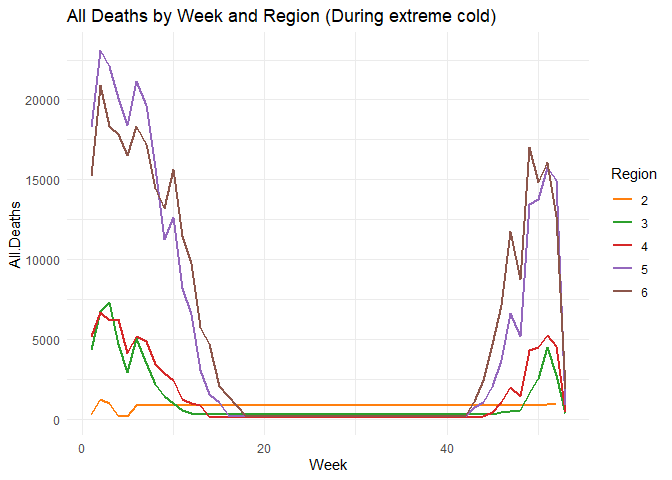 All Deaths by Week and Region (During extreme cold)
All.Deaths
20000
15000
10000
5000
0
0 20 40
Week
Region
2
3
4
5
6